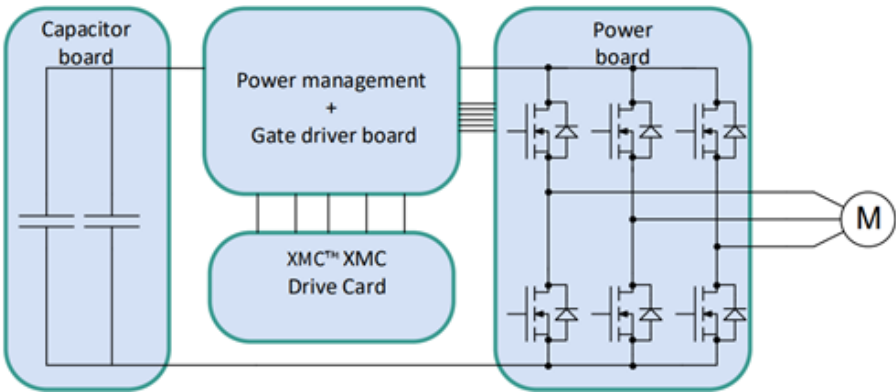 Capacitor
board
Power management
+
Gate driver board
XMC™ XMC
Drive Card
Power
board
M